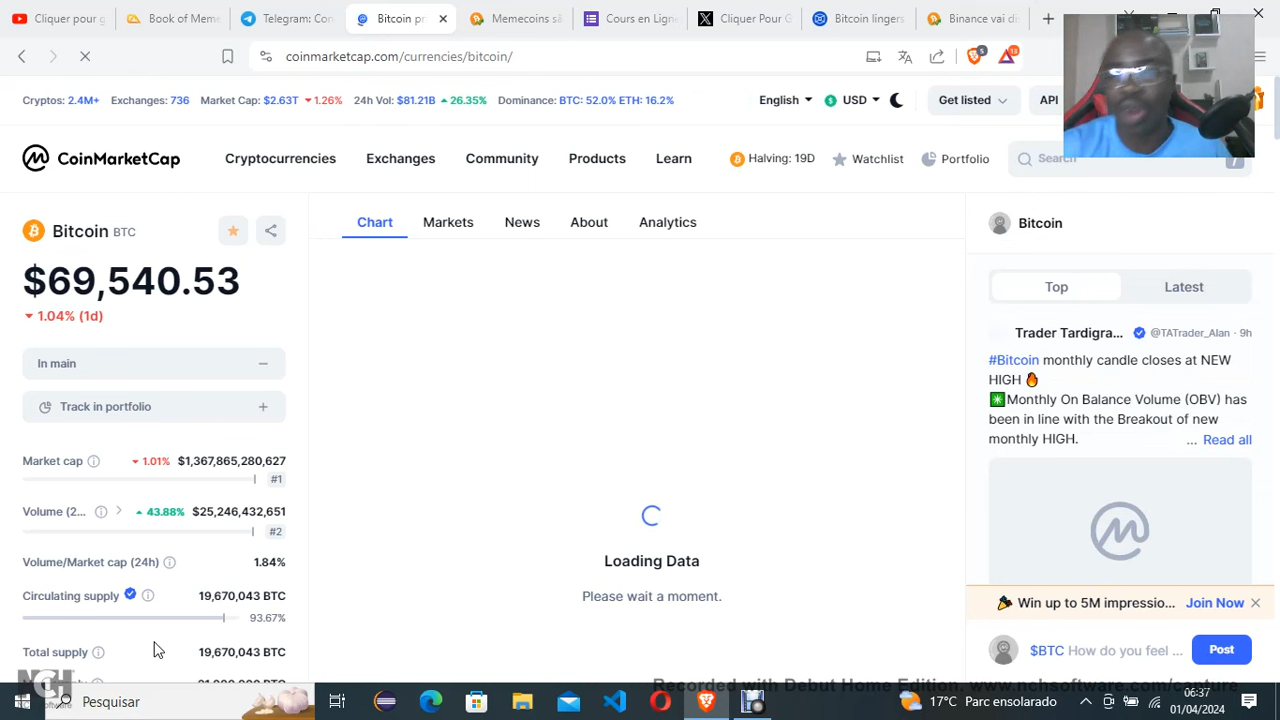 Cliquer pour g
Book of Meme
Telegram: Co
Bitcoin pr
Memecoins sã
Cours en Lign
Cliquer Pour G
Bitcoin lingers
Binance vai di
coinmarketcap.com/currencies/bitcoin/
Cryptos: 2.4M+ Exchanges: 736 Market Cap: $2.63T 1.26% 24h Vol: $81.21B 26.35% Dominance: BTC: 52.0% ETH: 16.2%
English USD Get listed API
CoinMarketCap
Cryptocurrencies Exchanges Community Products Learn
Halving: 19D Watchlist Portfolio Search
Bitcoin BTC
$69,540.53
1.04% (1d)
In main
Track in portfolio
Market cap 1.01% $1,367,865,280,627
#1
Volume (2... 43.88% $25,246,432,651
#2
Volume/Market cap (24h) 1.84%
Circulating supply 19,670,043 BTC
93.67%
Total supply 19,670,043 BTC
Chart Markets News About Analytics
Loading Data
Please wait a moment.
Bitcoin
Top Latest
Trader Tardigra... @TATrader_Alan · 9h
#Bitcoin monthly candle closes at NEW
HIGH
Monthly On Balance Volume (OBV) has
been in line with the Breakout of new
monthly HIGH. ... Read all
Win up to 5M impressio... Join Now
$BTC How do you feel ... Post
NCH
Pesquisar
Recorded with Debut Home Edition. www.nchsoftware.com/capture
17°C Parc ensolarado
06:37
01/04/2024